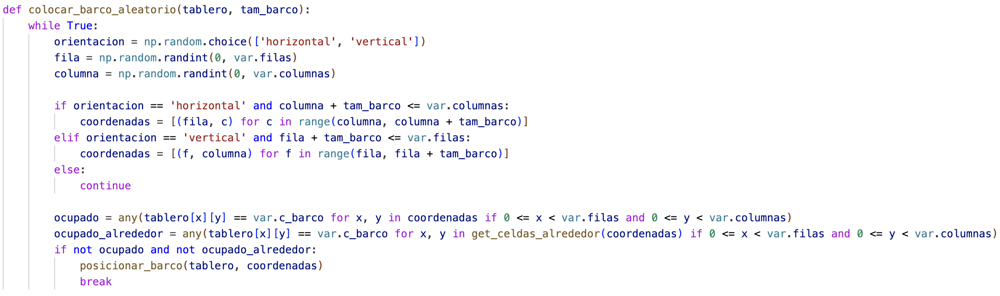 def colocar_barco_aleatorio(tablero, tam_barco):
    while True:
        orientacion = np.random.choice(['horizontal', 'vertical'])
        fila = np.random.randint(0, var.filas)
        columna = np.random.randint(0, var.columnas)

        if orientacion == 'horizontal' and columna + tam_barco <= var.columnas:
            coordenadas = [(fila, c) for c in range(columna, columna + tam_barco)]
        elif orientacion == 'vertical' and fila + tam_barco <= var.filas:
            coordenadas = [(f, columna) for f in range(fila, fila + tam_barco)]
        else:
            continue

        ocupado = any(tablero[x][y] == var.c_barco for x, y in coordenadas if 0 <= x < var.filas and 0 <= y < var.columnas)
        ocupado_alrededor = any(tablero[x][y] == var.c_barco for x, y in get_celdas_alrededor(coordenadas) if 0 <= x < var.filas and 0 <= y < var.columnas)
        if not ocupado and not ocupado_alrededor:
            posicionar_barco(tablero, coordenadas)
            break